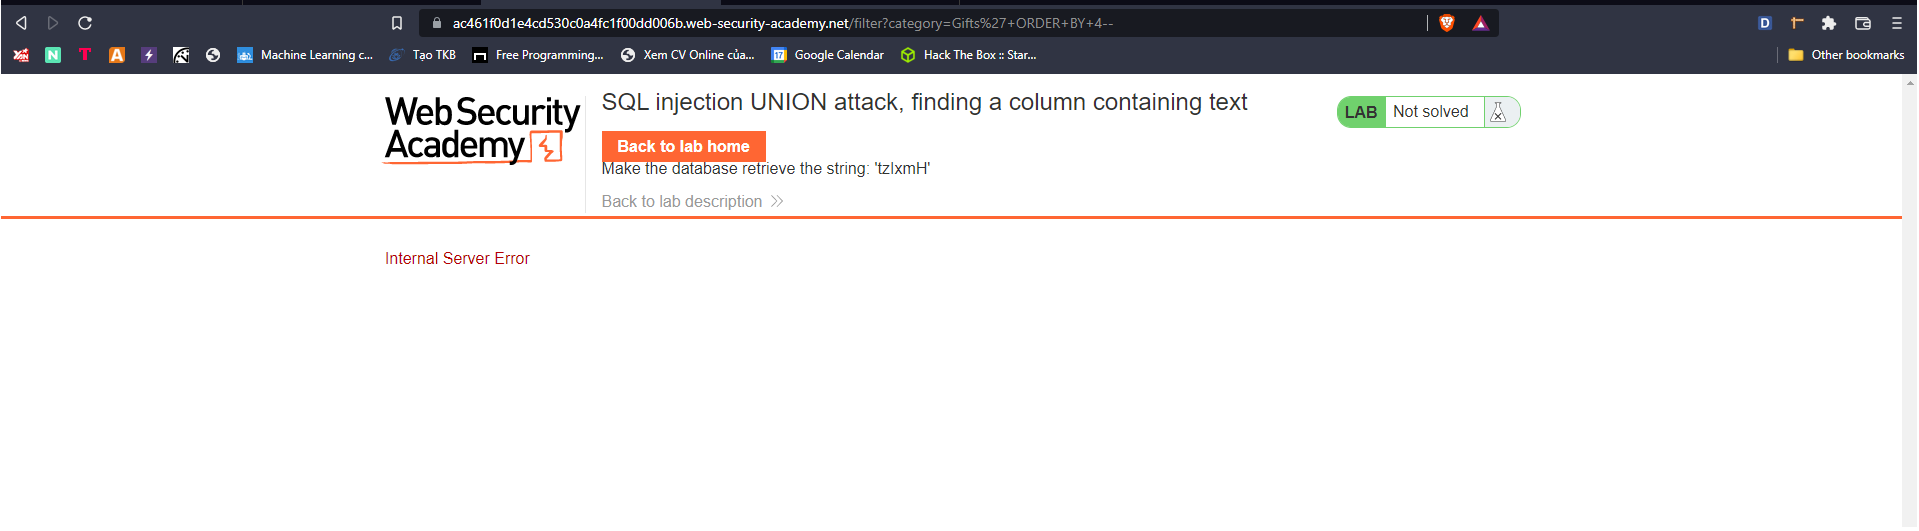 ac461f0d1e4cd530c0a4fc1f00dd006b.web-security-academy.net/filter?category=Gifts%27+ORDER+BY+4--
D
N T A Machine Learning c... Tạo TKB Free Programming... Xem CV Online của... 17 Google Calendar Hack The Box :: Star... Other bookmarks
Web Security
Academy
SQL injection UNION attack, finding a column containing text
LAB Not solved
Back to lab home
Make the database retrieve the string: 'tzIxmH'
Back to lab description
Internal Server Error